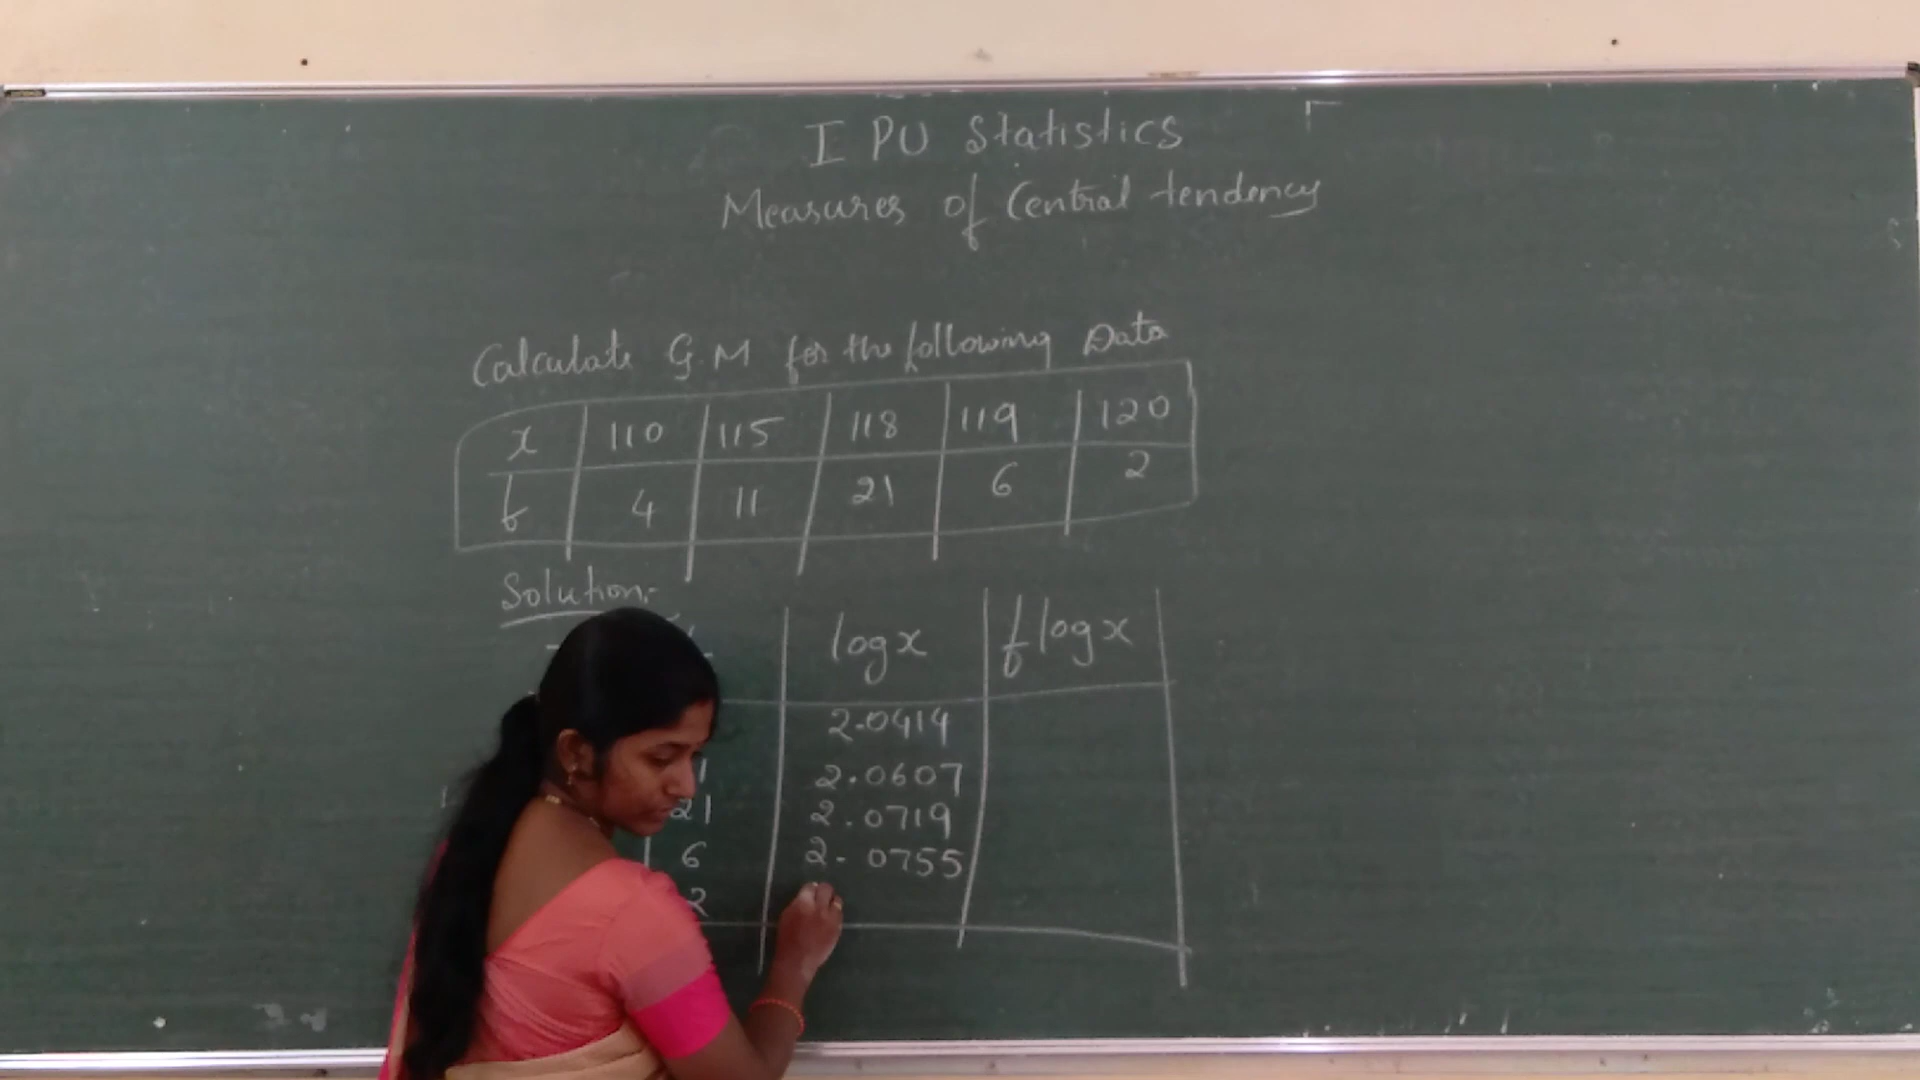 I PU Statistics
Measures of Central tendency
Calculate G.M for the following Data
x 110 115 118 119 120
f 4 11 21 6 2
Solution:-
log x f log x
2.0414
2.0607
21 2.0719
6 2.0755
2